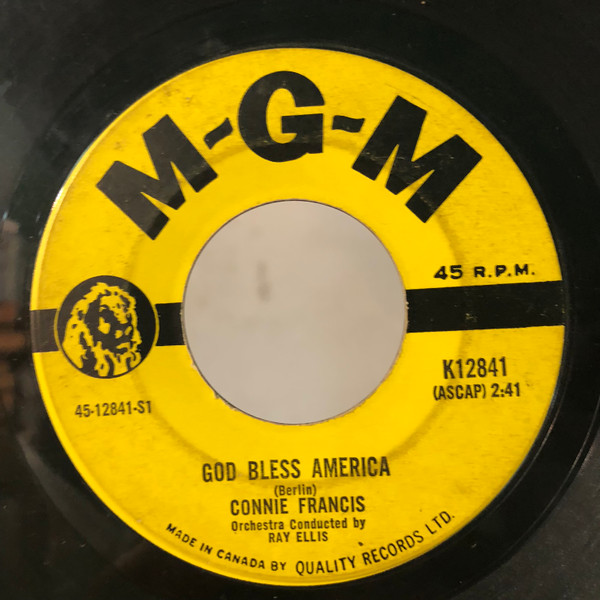 M-G-M
45 R.P.M.
K12841
(ASCAP) 2:41
45-12841-S1
GOD BLESS AMERICA
(Berlin)
CONNIE FRANCIS
Orchestra Conducted by
RAY ELLIS
MADE IN CANADA BY QUALITY RECORDS LTD.